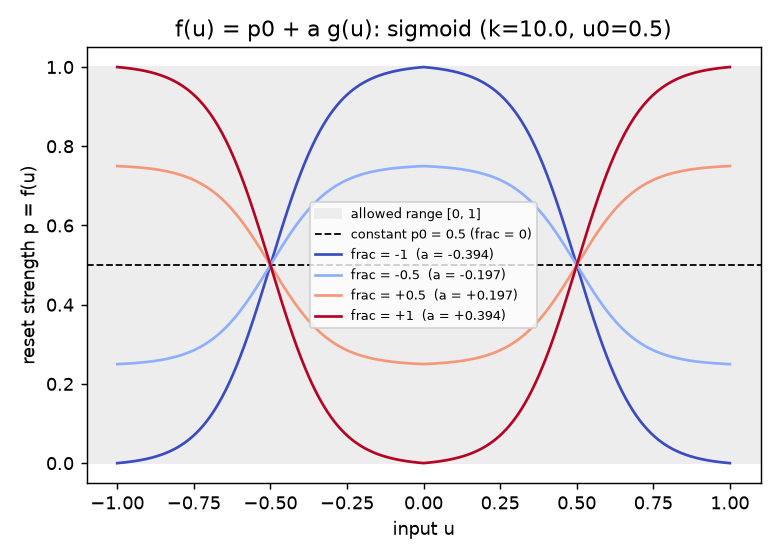 f(u) = p0 + a g(u): sigmoid (k=10.0, u0=0.5)
reset strength p = f(u)
1.0
0.8
0.6
0.4
0.2
0.0
allowed range [0, 1]
constant p0 = 0.5 (frac = 0)
frac = -1 (a = -0.394)
frac = -0.5 (a = -0.197)
frac = +0.5 (a = +0.197)
frac = +1 (a = +0.394)
−1.00 −0.75 −0.50 −0.25 0.00 0.25 0.50 0.75 1.00
input u